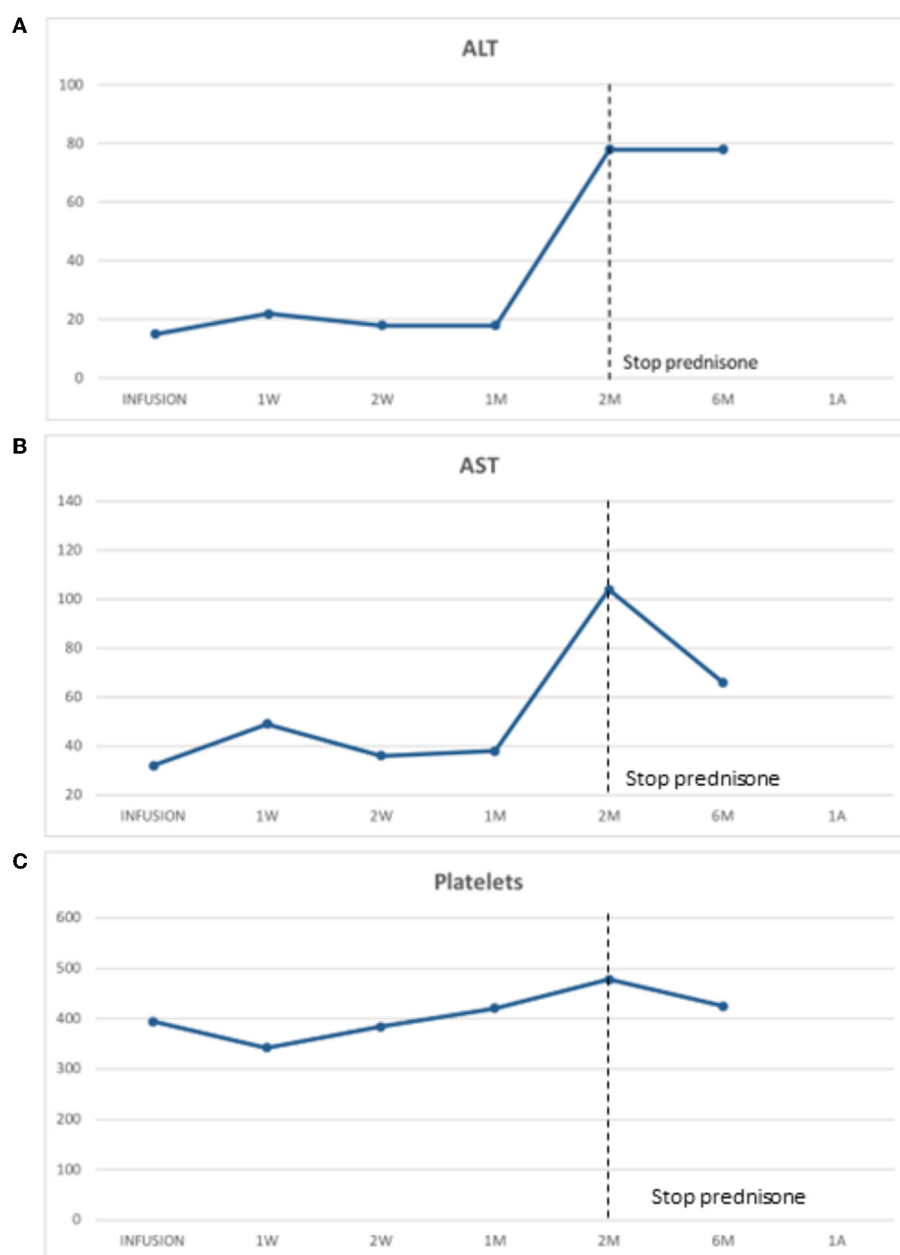 A
ALT
100
80
60
40
20
0
Stop prednisone
INFUSION 1W 2W 1M 2M 6M 1A
B
AST
140
120
100
80
60
40
20
Stop prednisone
INFUSION 1W 2W 1M 2M 6M 1A
C
Platelets
600
500
400
300
200
100
0
Stop prednisone
INFUSION 1W 2W 1M 2M 6M 1A